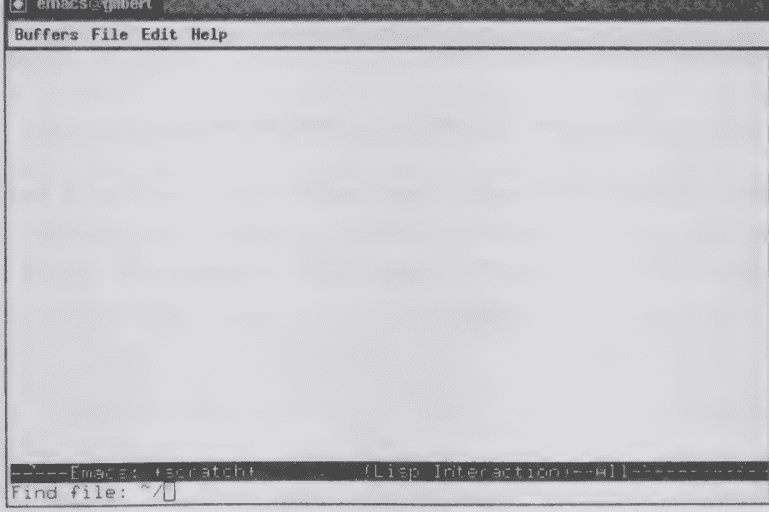 emacs@gilbert
Buffers File Edit Help
-----Emacs: *scratch* (Lisp Interaction)--All--------------
Find file: ~/